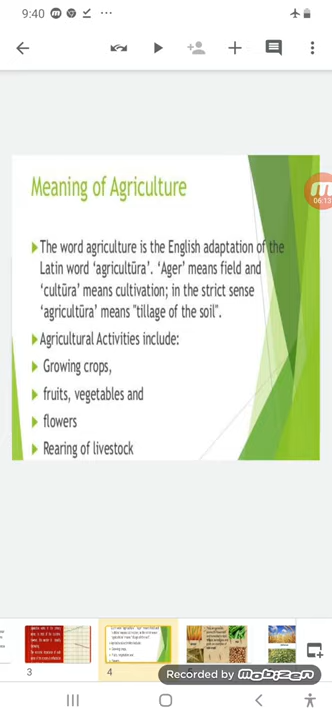 9:40
Meaning of Agriculture
06:13
The word agriculture is the English adaptation of the
Latin word ‘agricultūra’. ‘Ager’ means field and
‘cultūra’ means cultivation; in the strict sense
‘agricultūra’ means "tillage of the soil".
Agricultural Activities include:
Growing crops,
fruits, vegetables and
flowers
Rearing of livestock
3
4
Recorded by mobizen